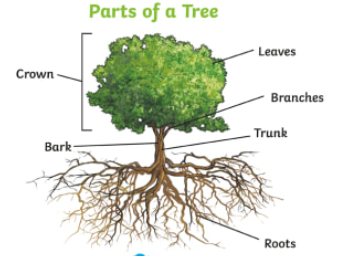 Parts of a Tree
Leaves
Crown
Branches
Trunk
Bark
Roots